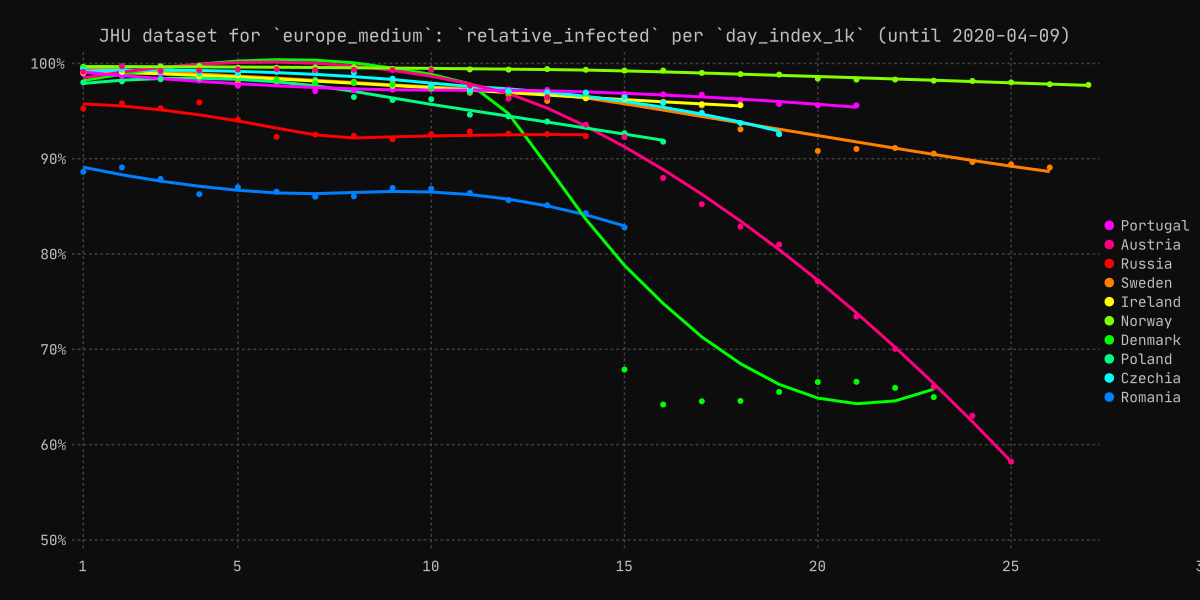 JHU dataset for `europe_medium`: `relative_infected` per `day_index_1k` (until 2020-04-09)
100%
90%
80%
70%
60%
50%
1 5 10 15 20 25 3
Portugal
Austria
Russia
Sweden
Ireland
Norway
Denmark
Poland
Czechia
Romania